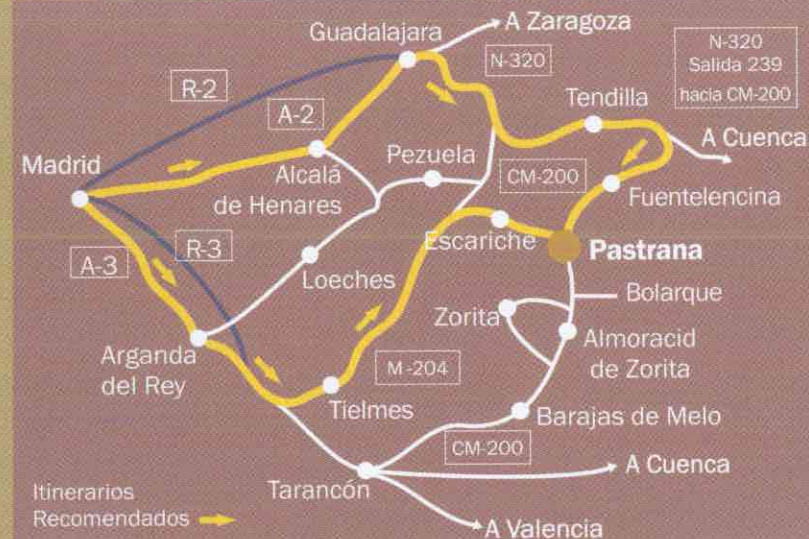 Guadalajara
A Zaragoza
N-320
Salida 239
hacia CM-200
R-2
N-320
Tendilla
A-2
A Cuenca
Madrid
Alcalá
de Henares
Pezuela
CM-200
Fuentelencina
Escariche
Pastrana
A-3
R-3
Loeches
Bolarque
Zorita
Almoracid
de Zorita
Arganda
del Rey
M-204
Tielmes
Barajas de Melo
CM-200
Tarancón
A Cuenca
A Valencia
Itinerarios
Recomendados